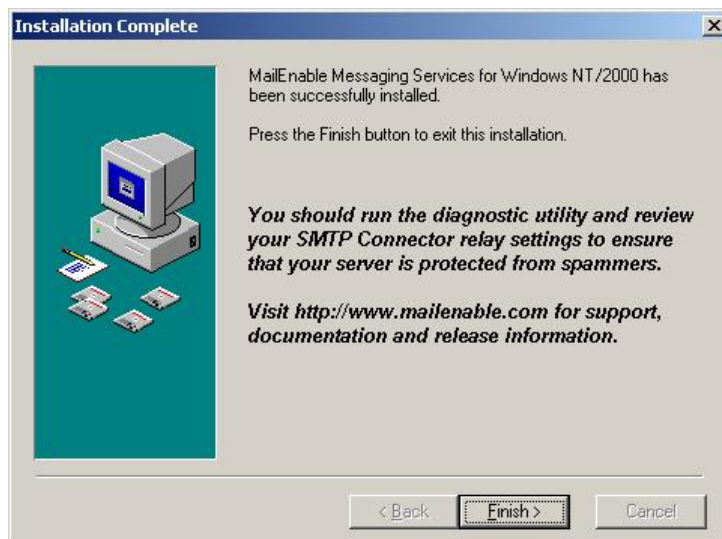 Installation Complete
MailEnable Messaging Services for Windows NT/2000 has
been successfully installed.
Press the Finish button to exit this installation.
You should run the diagnostic utility and review
your SMTP Connector relay settings to ensure
that your server is protected from spammers.
Visit http://www.mailenable.com for support,
documentation and release information.
< Back
Finish >
Cancel